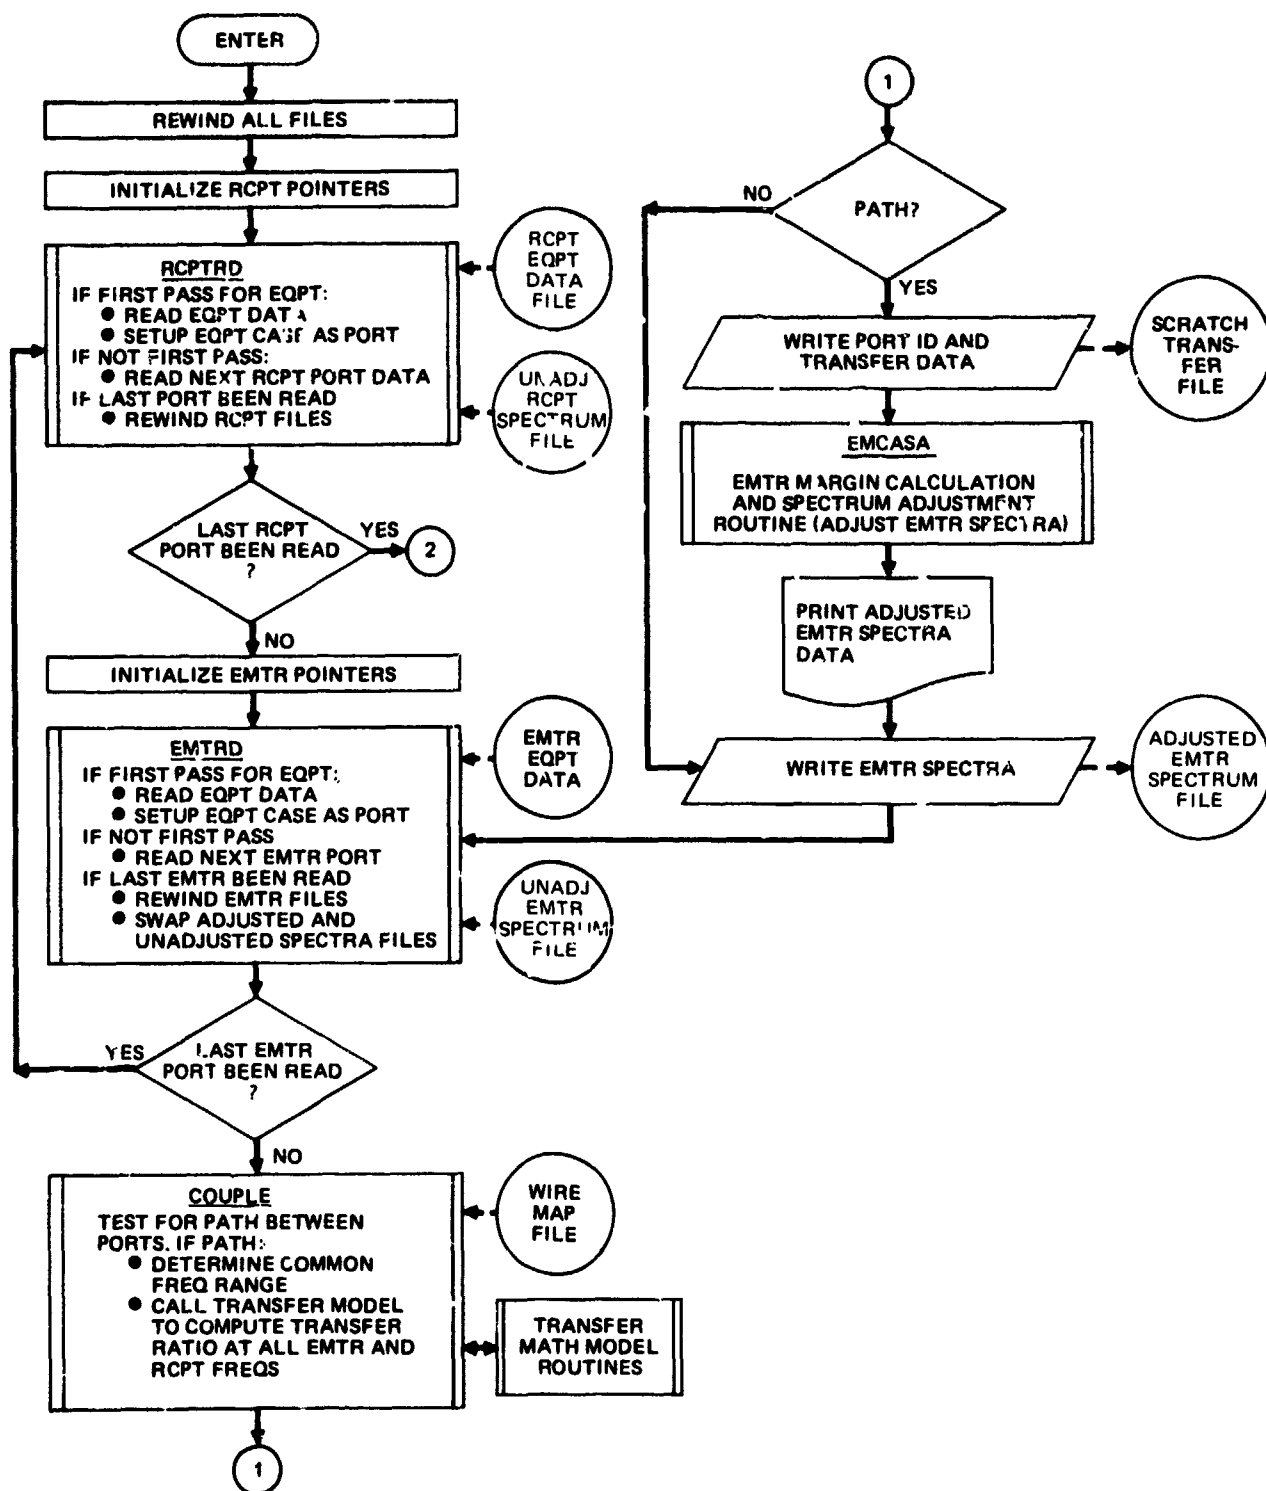 ENTER
REWIND ALL FILES
INITIALIZE RCPT POINTERS
RCPTRD
IF FIRST PASS FOR EQPT:
● READ EQPT DATA
● SETUP EQPT CASE AS PORT
IF NOT FIRST PASS:
● READ NEXT RCPT PORT DATA
IF LAST PORT BEEN READ
● REWIND RCPT FILES
RCPT
EQPT
DATA
FILE
UNADJ
RCPT
SPECTRUM
FILE
LAST RCPT
PORT BEEN READ
?
YES
2
NO
INITIALIZE EMTR POINTERS
EMTRD
IF FIRST PASS FOR EQPT:
● READ EQPT DATA
● SETUP EQPT CASE AS PORT
IF NOT FIRST PASS
● READ NEXT EMTR PORT
IF LAST EMTR BEEN READ
● REWIND EMTR FILES
● SWAP ADJUSTED AND
UNADJUSTED SPECTRA FILES
EMTR
EQPT
DATA
UNADJ
EMTR
SPECTRUM
FILE
YES
LAST EMTR
PORT BEEN READ
?
NO
COUPLE
TEST FOR PATH BETWEEN
PORTS. IF PATH:
● DETERMINE COMMON
FREQ RANGE
● CALL TRANSFER MODEL
TO COMPUTE TRANSFER
RATIO AT ALL EMTR AND
RCPT FREQS
WIRE
MAP
FILE
TRANSFER
MATH MODEL
ROUTINES
1
1
NO
PATH?
YES
WRITE PORT ID AND
TRANSFER DATA
SCRATCH
TRANS-
FER
FILE
EMCASA
EMTR MARGIN CALCULATION
AND SPECTRUM ADJUSTMENT
ROUTINE (ADJUST EMTR SPECTRA)
PRINT ADJUSTED
EMTR SPECTRA
DATA
WRITE EMTR SPECTRA
ADJUSTED
EMTR
SPECTRUM
FILE